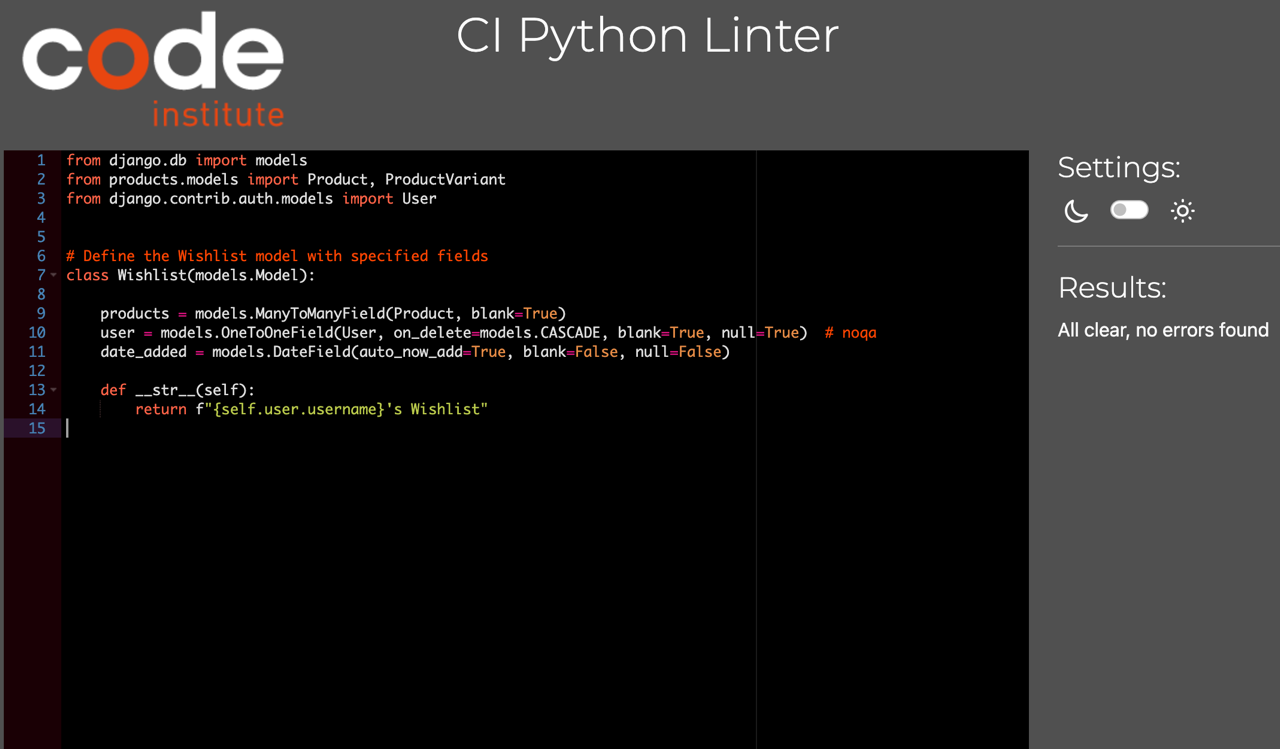 code
institute
CI Python Linter
1 from django.db import models
2 from products.models import Product, ProductVariant
3 from django.contrib.auth.models import User
4
5
6 # Define the Wishlist model with specified fields
7 class Wishlist(models.Model):
8
9     products = models.ManyToManyField(Product, blank=True)
10     user = models.OneToOneField(User, on_delete=models.CASCADE, blank=True, null=True)  # noqa
11     date_added = models.DateField(auto_now_add=True, blank=False, null=False)
12
13     def __str__(self):
14         return f"{self.user.username}'s Wishlist"
15
Settings:
Results:
All clear, no errors found